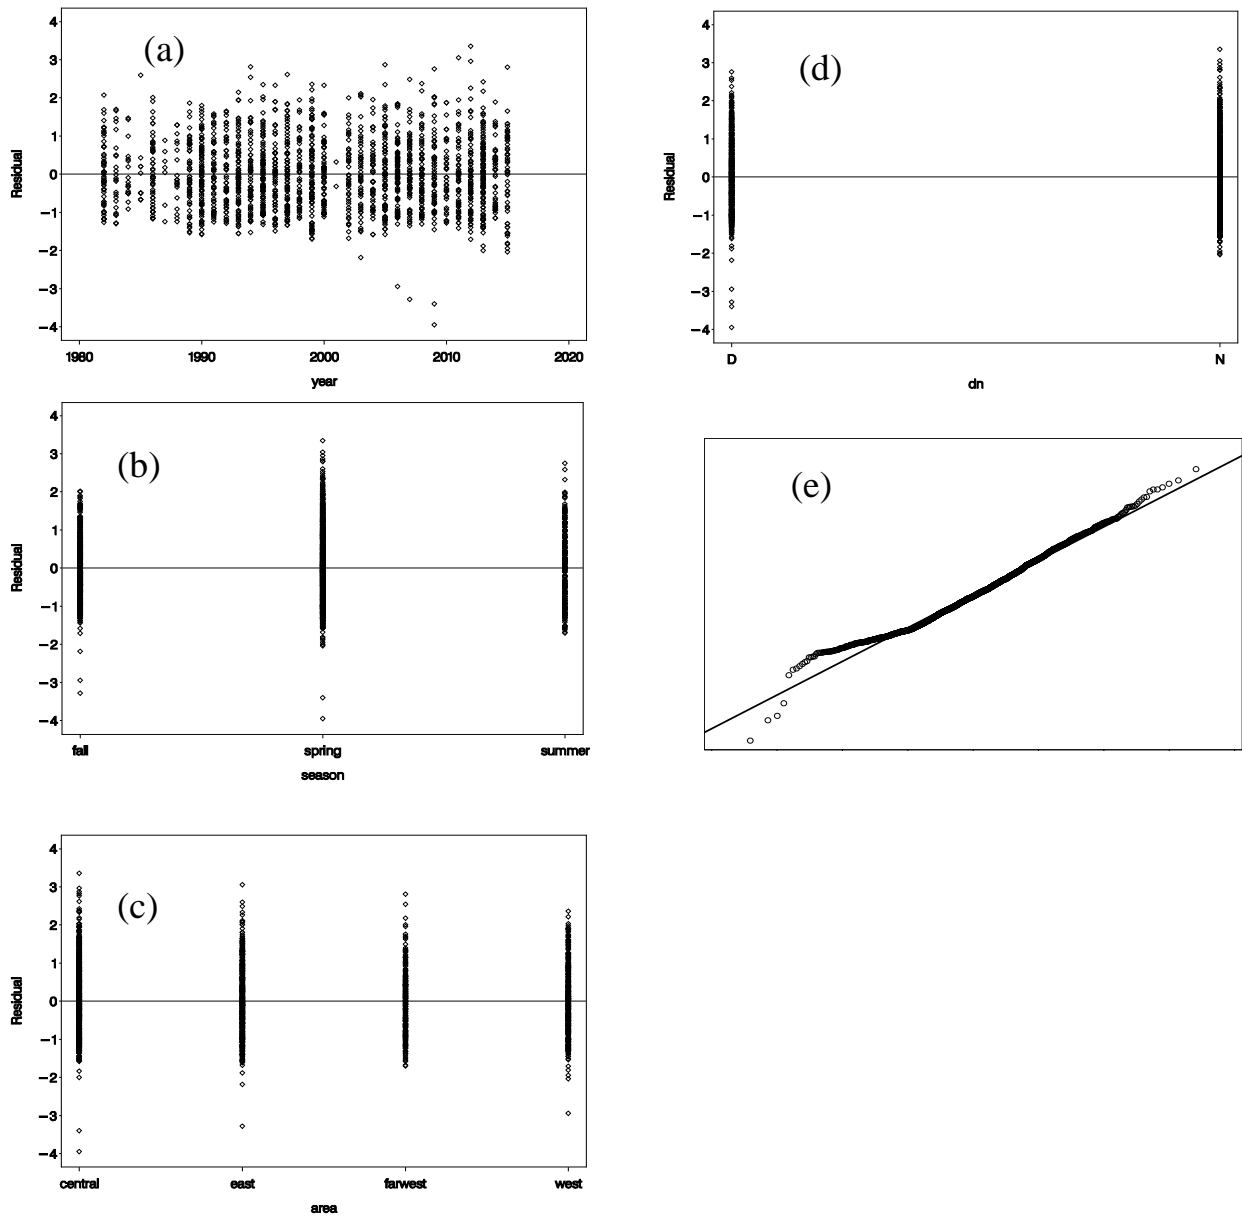 (a)
Residual
4
3
2
1
0
−1
−2
−3
−4
1980 1990 2000 2010 2020
year
(b)
Residual
4
3
2
1
0
−1
−2
−3
−4
fall spring summer
season
(c)
Residual
4
3
2
1
0
−1
−2
−3
−4
central east farwest west
area
(d)
Residual
4
3
2
1
0
−1
−2
−3
−4
D N
dn
(e)